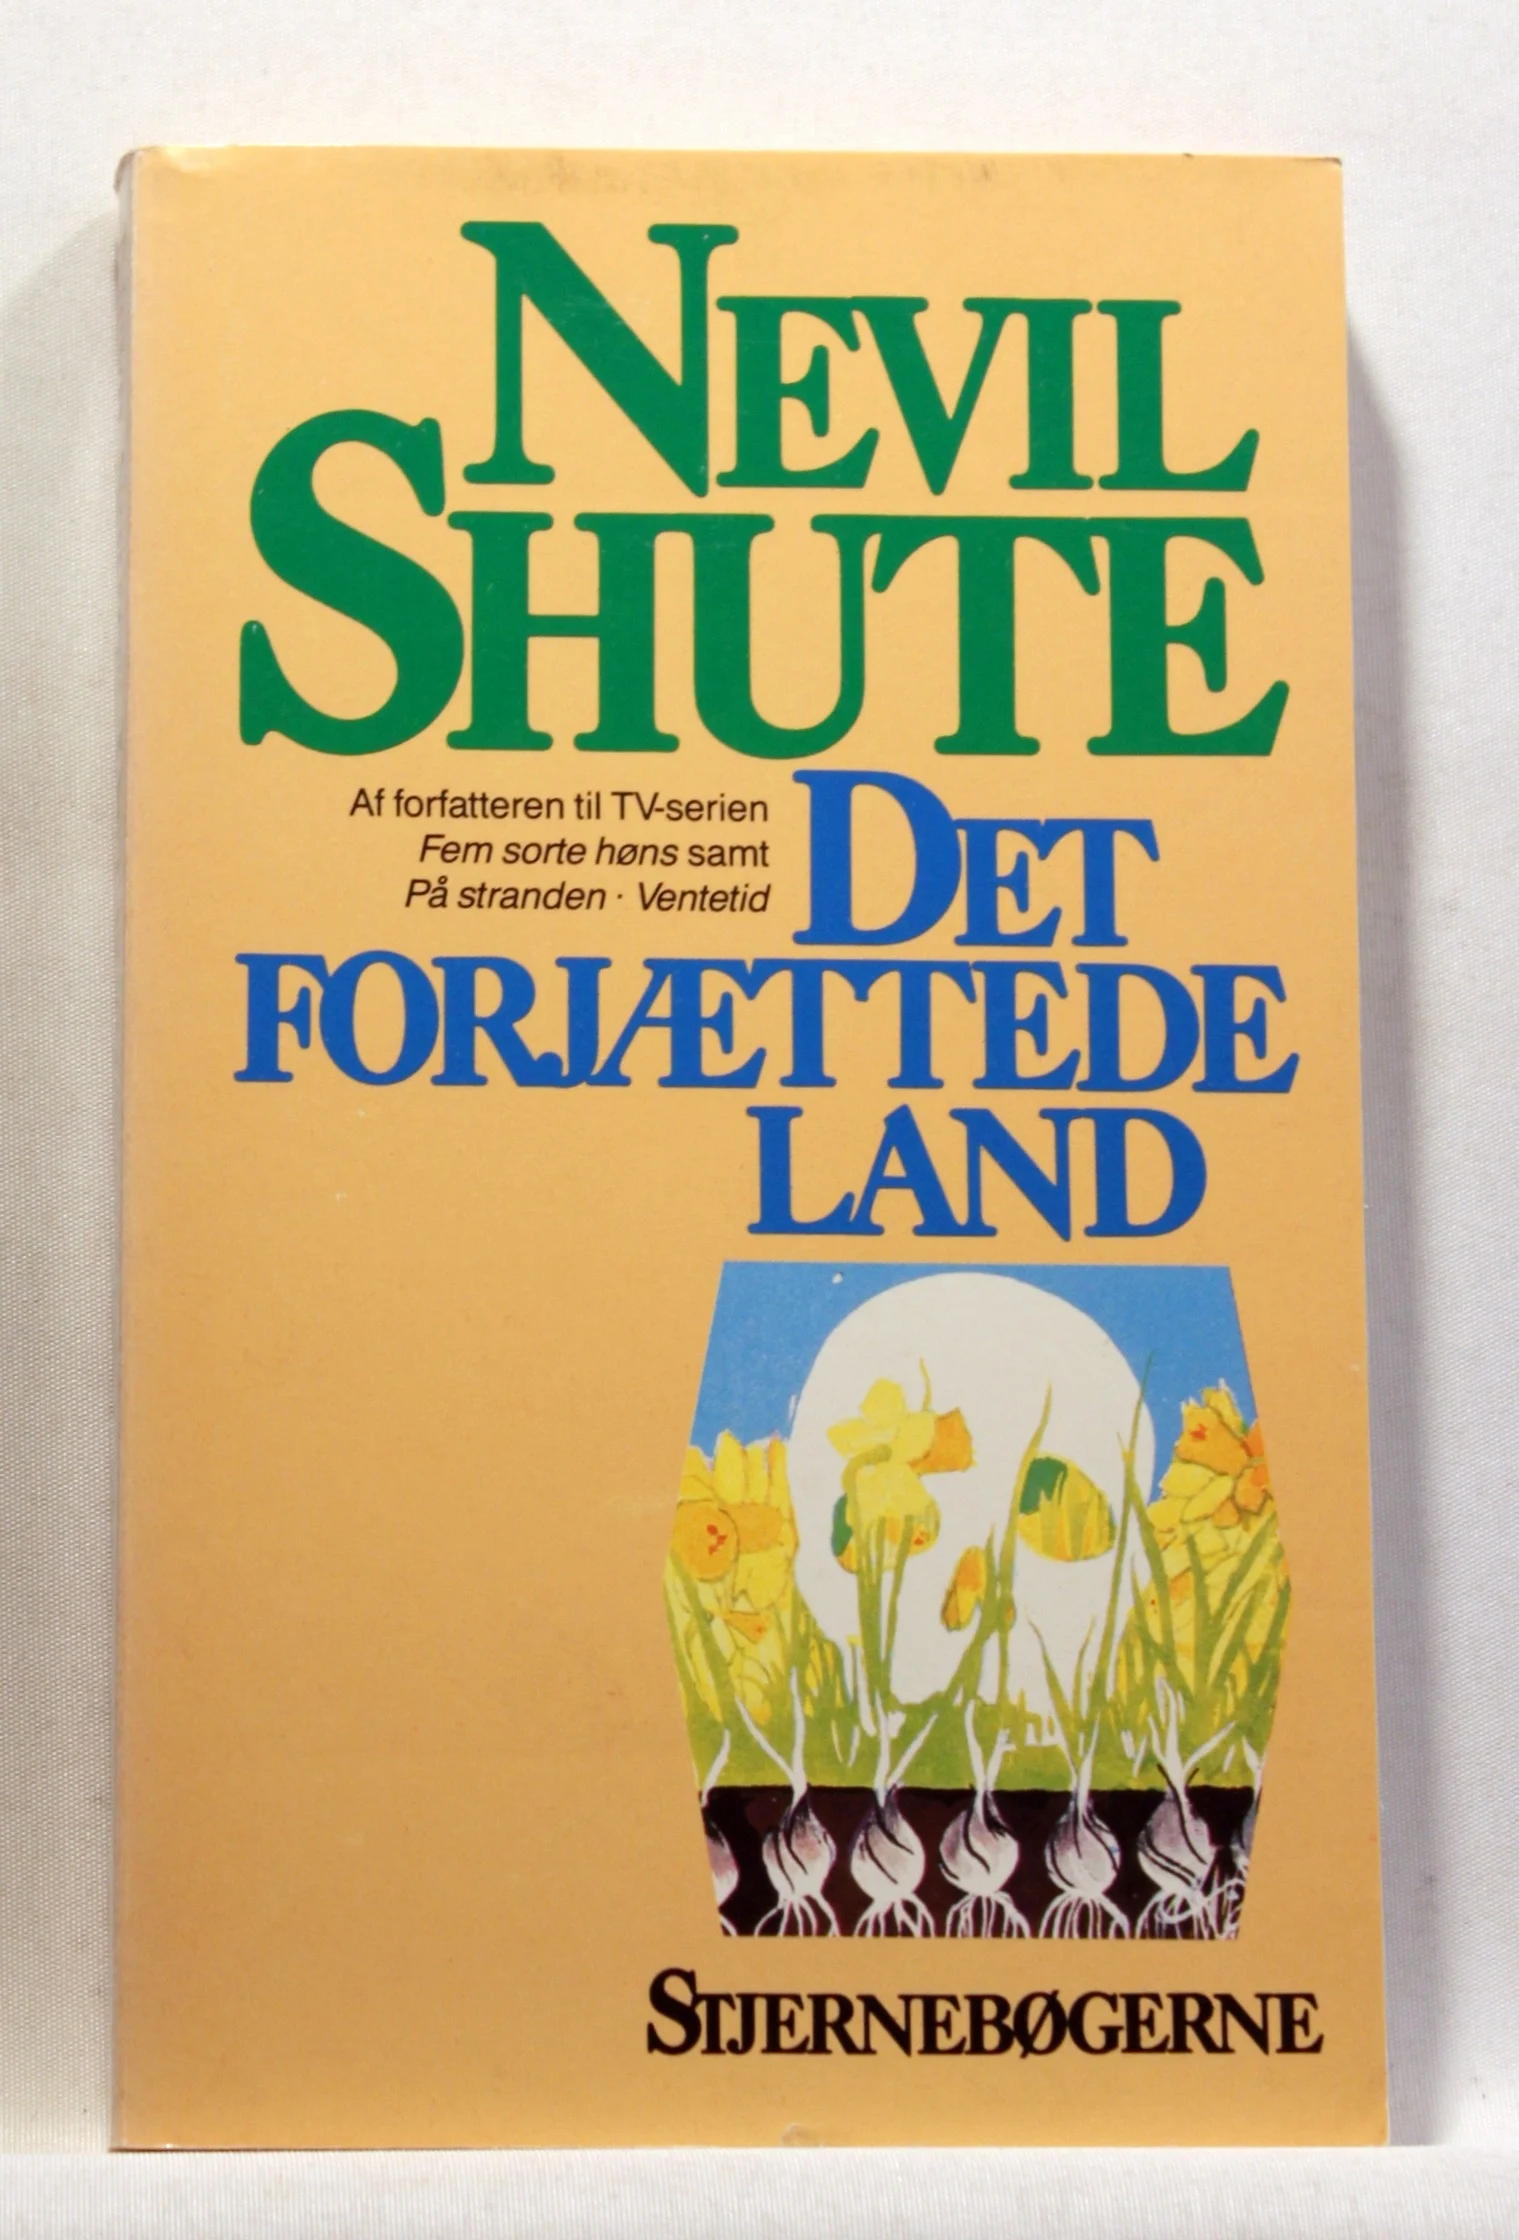 NEVIL
SHUTE
Af forfatteren til TV-serien
Fem sorte høns samt
På stranden · Ventetid
DET
FORJÆTTEDE
LAND
STJERNEBØGERNE